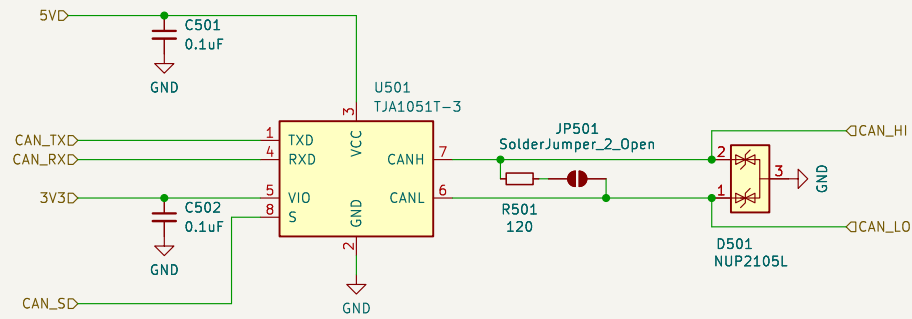 5V
C501
0.1uF
GND
U501
TJA1051T-3
3
CAN_TX
1
TXD
VCC
CAN_RX
4
RXD
CANH
7
JP501
SolderJumper_2_Open
CAN_HI
2
3
GND
3V3
5
VIO
CANL
6
1
8
S
GND
C502
0.1uF
GND
R501
120
CAN_LO
D501
NUP2105L
2
CAN_S
GND